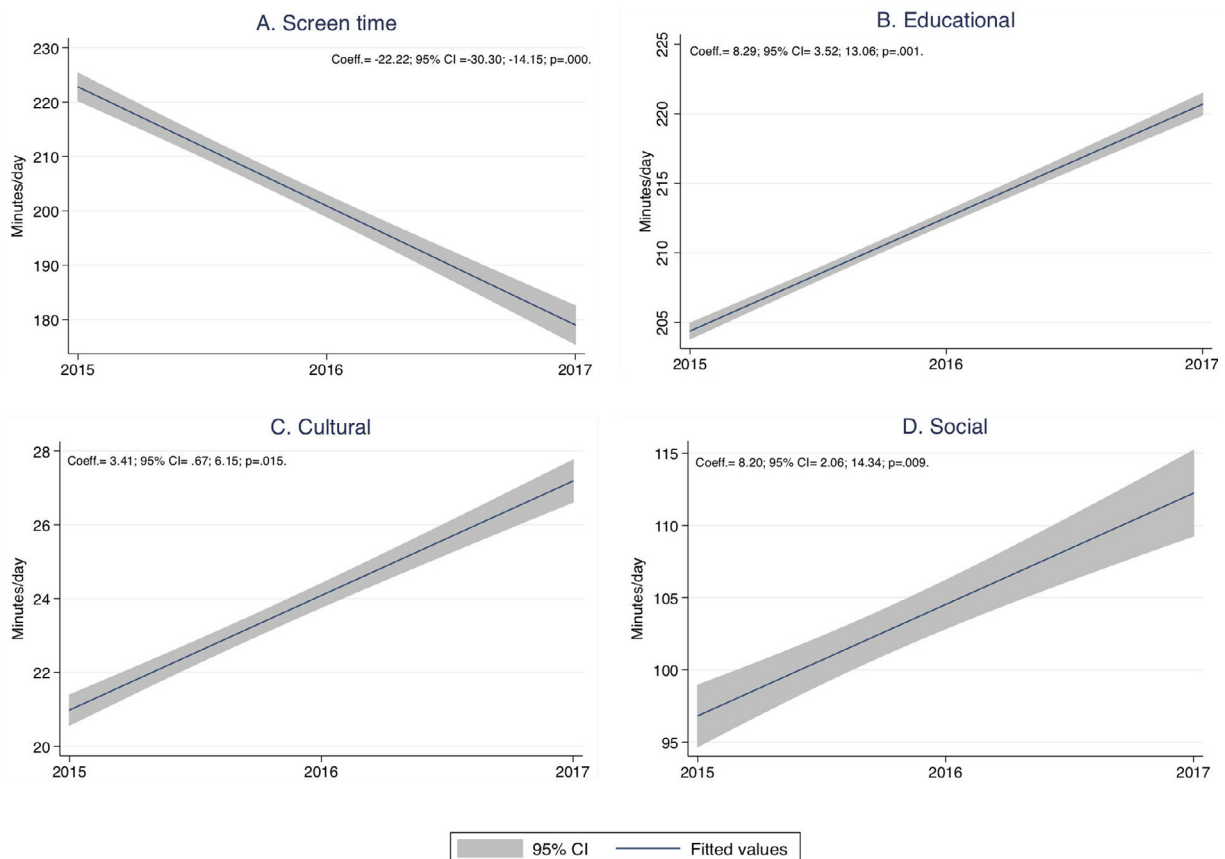 A. Screen time
Coeff.= -22.22; 95% CI =-30.30; -14.15; p=.000.
Minutes/day
230
220
210
200
190
180
2015
2016
2017
B. Educational
Coeff.= 8.29; 95% CI= 3.52; 13.06; p=.001.
Minutes/day
225
220
215
210
205
2015
2016
2017
C. Cultural
Coeff.= 3.41; 95% CI= .67; 6.15; p=.015.
Minutes/day
28
26
24
22
20
2015
2016
2017
D. Social
Coeff.= 8.20; 95% CI= 2.06; 14.34; p=.009.
Minutes/day
115
110
105
100
95
2015
2016
2017
95% CI
Fitted values